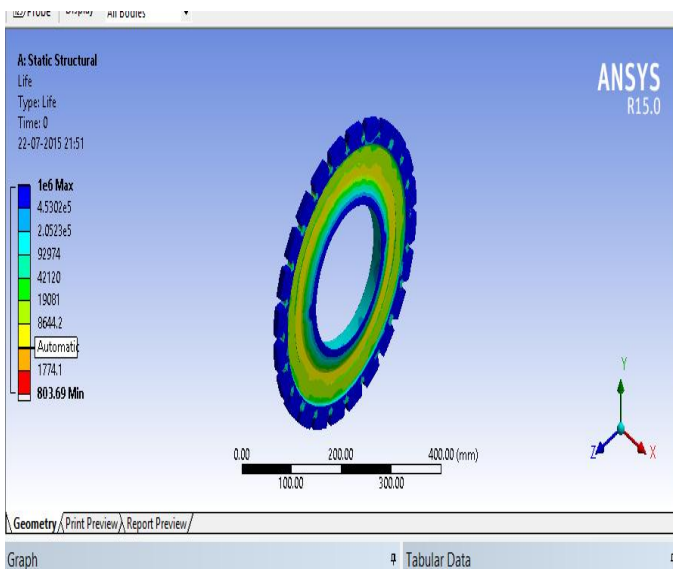 Probe Display All Bodies
A: Static Structural
Life
Type: Life
Time: 0
22-07-2015 21:51
ANSYS
R15.0
1e6 Max
4.5302e5
2.0523e5
92974
42120
19081
8644.2
Automatic
1774.1
803.69 Min
0.00 200.00 400.00 (mm)
100.00 300.00
Y
Z X
Geometry Print Preview Report Preview
Graph Tabular Data